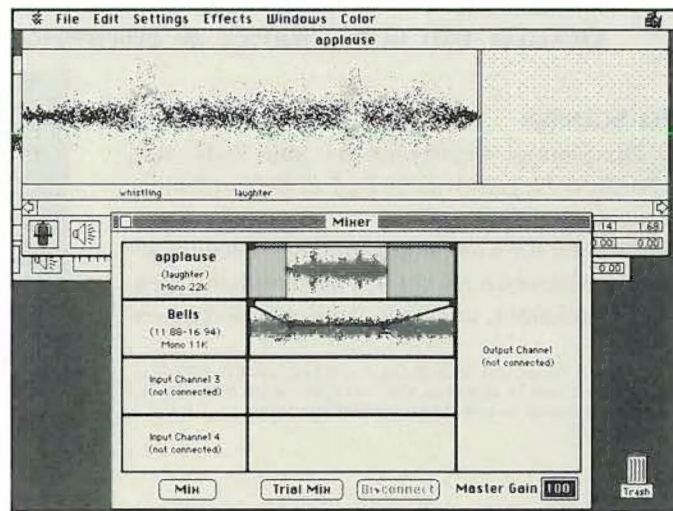 File Edit Settings Effects Windows Color
applause
whistling laughter
Mixer
14 1.68
0.00 0.00
0.00
applause
(laughter)
Mono 22K
Bells
(11.88-16.94)
Mono 11K
Input Channel 3
(not connected)
Input Channel 4
(not connected)
Output Channel
(not connected)
Mix Trial Mix Disconnect Master Gain 100
Trash